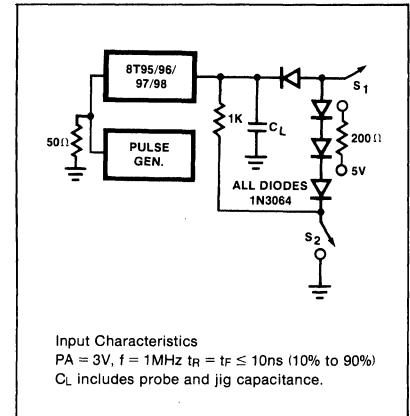 8T95/96/
97/98
S1
1K
CL
200Ω
50Ω
PULSE
GEN.
5V
ALL DIODES
1N3064
S2
Input Characteristics
PA = 3V, f = 1MHz tR = tF ≤ 10ns (10% to 90%)
CL includes probe and jig capacitance.